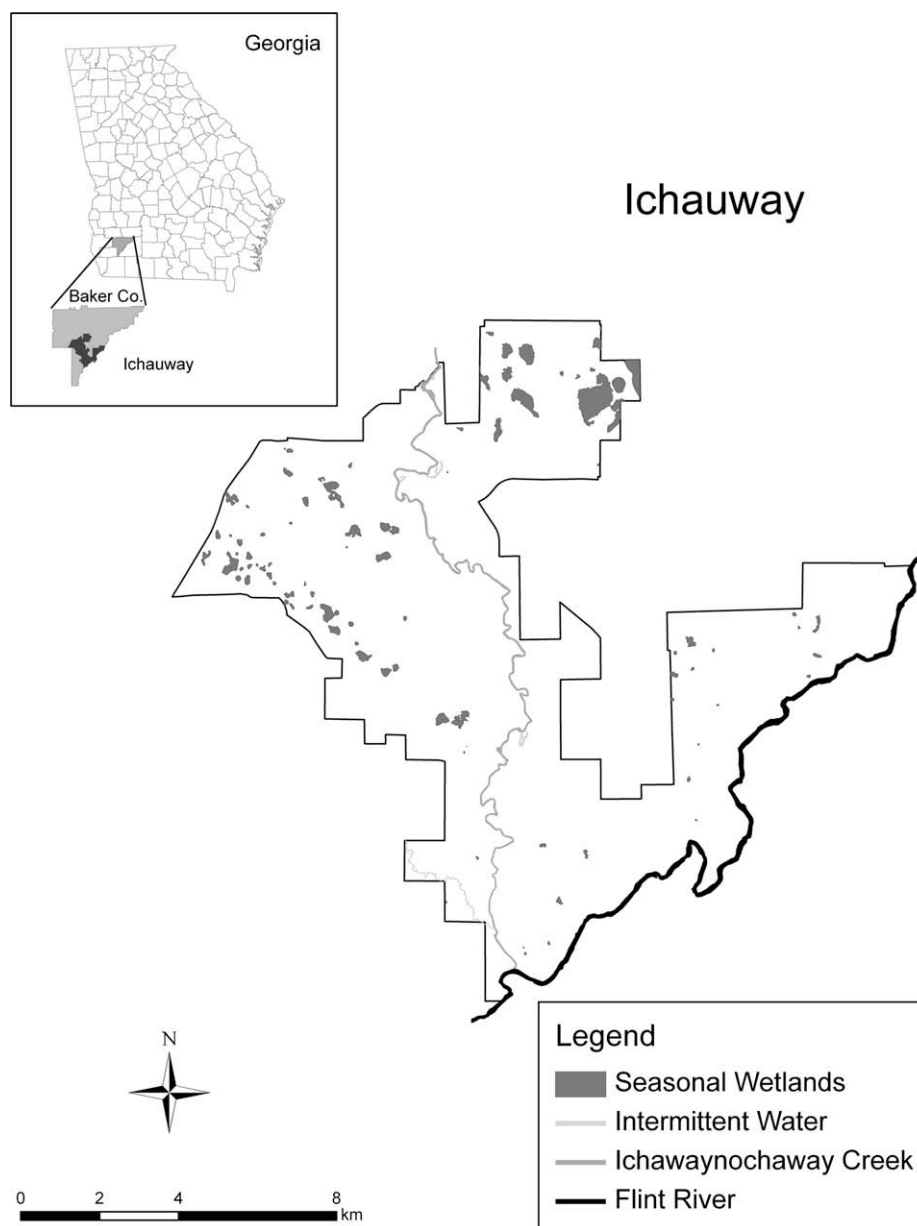 Georgia
Baker Co.
Ichauway
Ichauway
N
0 2 4 8
km
Legend
Seasonal Wetlands
Intermittent Water
Ichawaynochaway Creek
Flint River